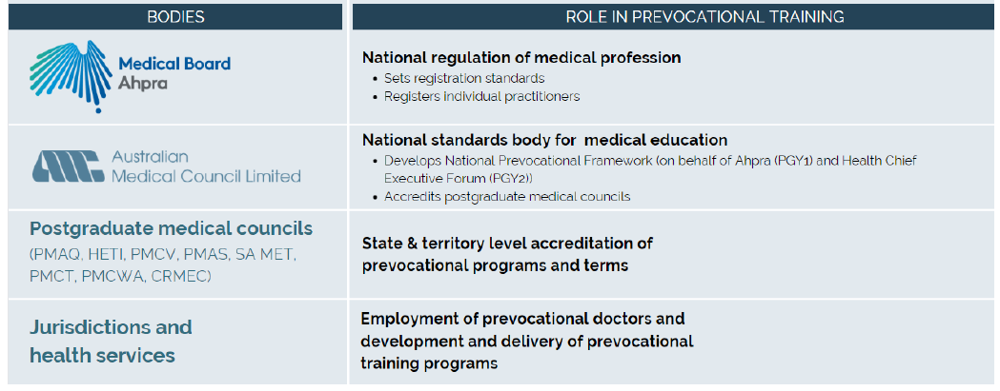 BODIES
ROLE IN PREVOCATIONAL TRAINING
Medical Board
Ahpra
National regulation of medical profession
• Sets registration standards
• Registers individual practitioners
Australian
Medical Council Limited
National standards body for medical education
• Develops National Prevocational Framework (on behalf of Ahpra (PGY1) and Health Chief
Executive Forum (PGY2))
• Accredits postgraduate medical councils
Postgraduate medical councils
(PMAQ, HETI, PMCV, PMAS, SA MET,
PMCT, PMCWA, CRMEC)
State & territory level accreditation of
prevocational programs and terms
Jurisdictions and
health services
Employment of prevocational doctors and
development and delivery of prevocational
training programs